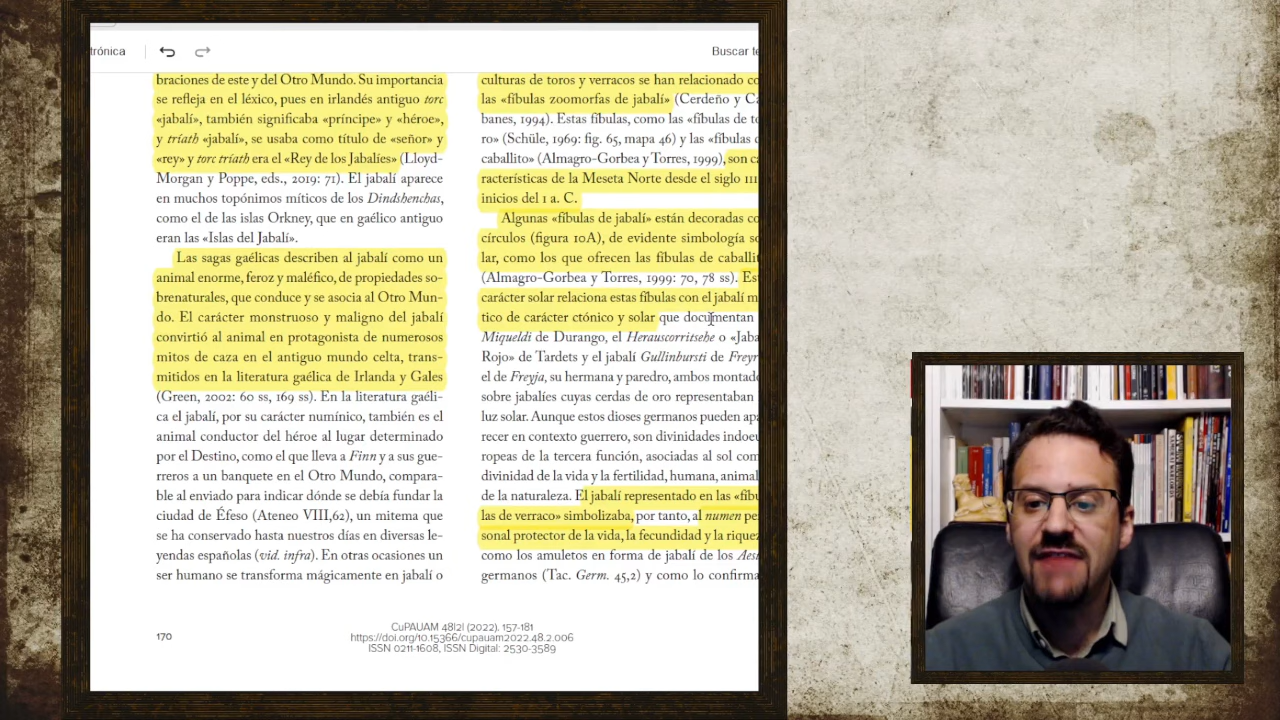 trónica
Buscar te
braciones de este y del Otro Mundo. Su importancia
se refleja en el léxico, pues en irlandés antiguo torc
«jabalí», también significaba «príncipe» y «héroe»,
y tríath «jabalí», se usaba como título de «señor» y
«rey» y torc tríath era el «Rey de los Jabalíes» (Lloyd-
Morgan y Poppe, eds., 2019: 71). El jabalí aparece
en muchos topónimos míticos de los Dindshenchas,
como el de las islas Orkney, que en gaélico antiguo
eran las «Islas del Jabalí».
Las sagas gaélicas describen al jabalí como un
animal enorme, feroz y maléfico, de propiedades so-
brenaturales, que conduce y se asocia al Otro Mun-
do. El carácter monstruoso y maligno del jabalí
convirtió al animal en protagonista de numerosos
mitos de caza en el antiguo mundo celta, trans-
mitidos en la literatura gaélica de Irlanda y Gales
(Green, 2002: 60 ss, 169 ss). En la literatura gaéli-
ca el jabalí, por su carácter numínico, también es el
animal conductor del héroe al lugar determinado
por el Destino, como el que lleva a Finn y a sus gue-
rreros a un banquete en el Otro Mundo, compara-
ble al enviado para indicar dónde se debía fundar la
ciudad de Éfeso (Ateneo VIII,62), un mitema que
se ha conservado hasta nuestros días en diversas le-
yendas españolas (vid. infra). En otras ocasiones un
ser humano se transforma mágicamente en jabalí o
culturas de toros y verracos se han relacionado co
las «fíbulas zoomorfas de jabalí» (Cerdeño y Ca
banes, 1994). Estas fíbulas, como las «fíbulas de to
ro» (Schüle, 1969: fig. 65, mapa 46) y las «fíbulas d
caballito» (Almagro-Gorbea y Torres, 1999), son ca
racterísticas de la Meseta Norte desde el siglo III
inicios del I a. C.
Algunas «fíbulas de jabalí» están decoradas co
círculos (figura 10A), de evidente simbología so
lar, como los que ofrecen las fíbulas de caballit
(Almagro-Gorbea y Torres, 1999: 70, 78 ss). Est
carácter solar relaciona estas fíbulas con el jabalí m
tico de carácter ctónico y solar que documentan
Miqueldi de Durango, el Herauscorritsehe o «Jaba
Rojo» de Tardets y el jabalí Gullinbursti de Freyr
el de Freyja, su hermana y paredro, ambos montado
sobre jabalíes cuyas cerdas de oro representaban
luz solar. Aunque estos dioses germanos pueden apa
recer en contexto guerrero, son divinidades indoeu
ropeas de la tercera función, asociadas al sol com
divinidad de la vida y la fertilidad, humana, animal
de la naturaleza. El jabalí representado en las «fíbu
las de verraco» simbolizaba, por tanto, al numen pe
sonal protector de la vida, la fecundidad y la riquez
como los amuletos en forma de jabalí de los Aesi
germanos (Tac. Germ. 45,2) y como lo confirma
170
CuPAUAM 48|2| (2022). 157-181
https://doi.org/10.15366/cupauam2022.48.2.006
ISSN 0211-1608, ISSN Digital: 2530-3589